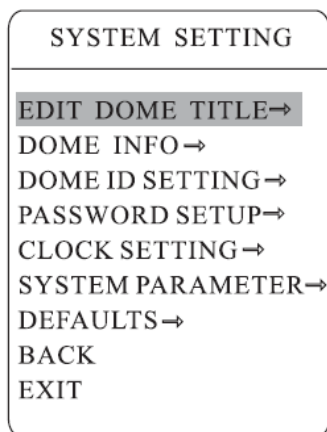 SYSTEM SETTING
EDIT DOME TITLE⇒
DOME INFO⇒
DOME ID SETTING⇒
PASSWORD SETUP⇒
CLOCK SETTING⇒
SYSTEM PARAMETER⇒
DEFAULTS⇒
BACK
EXIT